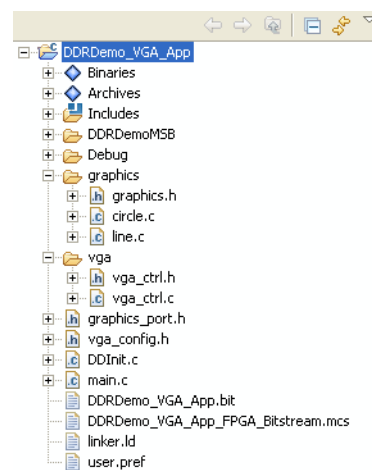 DDRDemo_VGA_App
Binaries
Archives
Includes
DDRDemoMSB
Debug
graphics
graphics.h
circle.c
line.c
vga
vga_ctrl.h
vga_ctrl.c
graphics_port.h
vga_config.h
DDInit.c
main.c
DDRDemo_VGA_App.bit
DDRDemo_VGA_App_FPGA_Bitstream.mcs
linker.ld
user.pref